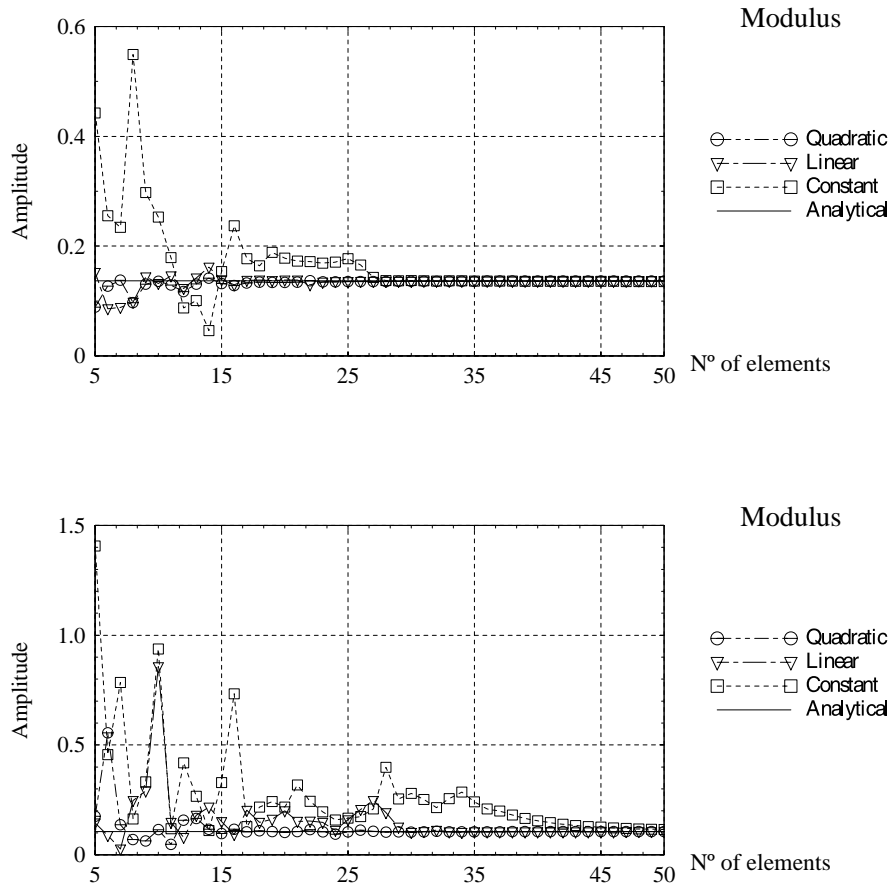 Modulus
0.6
0.4
0.2
0
Amplitude
5
15
25
35
45
50
Nº of elements
Quadratic
Linear
Constant
Analytical
Modulus
1.5
1.0
0.5
0
Amplitude
5
15
25
35
45
50
Nº of elements
Quadratic
Linear
Constant
Analytical